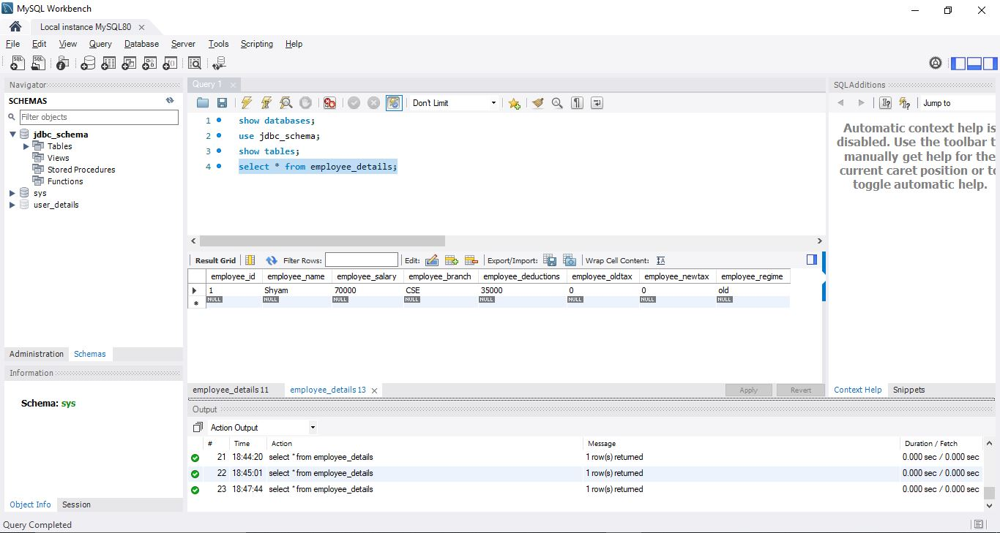 MySQL Workbench
Local instance MySQL80
File Edit View Query Database Server Tools Scripting Help
Navigator
SCHEMAS
Filter objects
jdbc_schema
Tables
Views
Stored Procedures
Functions
sys
user_details
Administration Schemas
Information
Schema: sys
Object Info Session
Query 1
Don't Limit
1 show databases;
2 use jdbc_schema;
3 show tables;
4 select * from employee_details;
Result Grid Filter Rows: Edit: Export/Import: Wrap Cell Content:
employee_id employee_name employee_salary employee_branch employee_deductions employee_oldtax employee_newtax employee_regime
1 Shyam 70000 CSE 35000 0 0 old
NULL NULL NULL NULL NULL NULL NULL NULL
employee_details 11 employee_details 13 Apply Revert
SQLAdditions
Jump to
Automatic context help is
disabled. Use the toolbar t
manually get help for the
current caret position or to
toggle automatic help.
Context Help Snippets
Output
Action Output
# Time Action Message Duration / Fetch
21 18:44:20 select * from employee_details 1 row(s) returned 0.000 sec / 0.000 sec
22 18:45:01 select * from employee_details 1 row(s) returned 0.000 sec / 0.000 sec
23 18:47:44 select * from employee_details 1 row(s) returned 0.000 sec / 0.000 sec
Query Completed